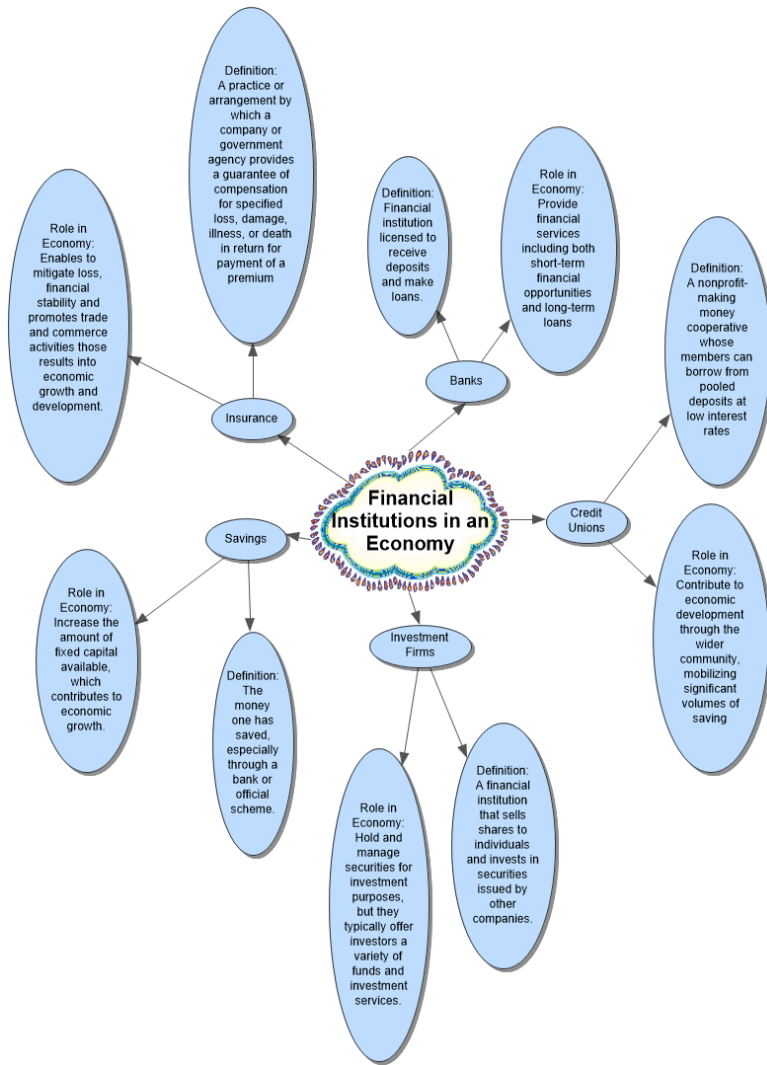 Financial
Institutions in an
Economy
Insurance
Definition:
A practice or
arrangement by
which a
company or
government
agency provides
a guarantee of
compensation
for specified
loss, damage,
illness, or death
in return for
payment of a
premium
Role in
Economy:
Enables to
mitigate loss,
financial
stability and
promotes trade
and commerce
activities those
results into
economic
growth and
development.
Banks
Definition:
Financial
institution
licensed to
receive
deposits
and make
loans.
Role in
Economy:
Provide
financial
services
including both
short-term
financial
opportunities
and long-term
loans
Credit
Unions
Definition:
A nonprofit-
making
money
cooperative
whose
members can
borrow from
pooled
deposits at
low interest
rates
Role in
Economy:
Contribute to
economic
development
through the
wider
community,
mobilizing
significant
volumes of
saving
Savings
Role in
Economy:
Increase the
amount of
fixed capital
available,
which
contributes to
economic
growth.
Definition:
The
money
one has
saved,
especially
through a
bank or
official
scheme.
Investment
Firms
Role in
Economy:
Hold and
manage
securities for
investment
purposes,
but they
typically offer
investors a
variety of
funds and
investment
services.
Definition:
A financial
institution
that sells
shares to
individuals
and invests in
securities
issued by
other
companies.